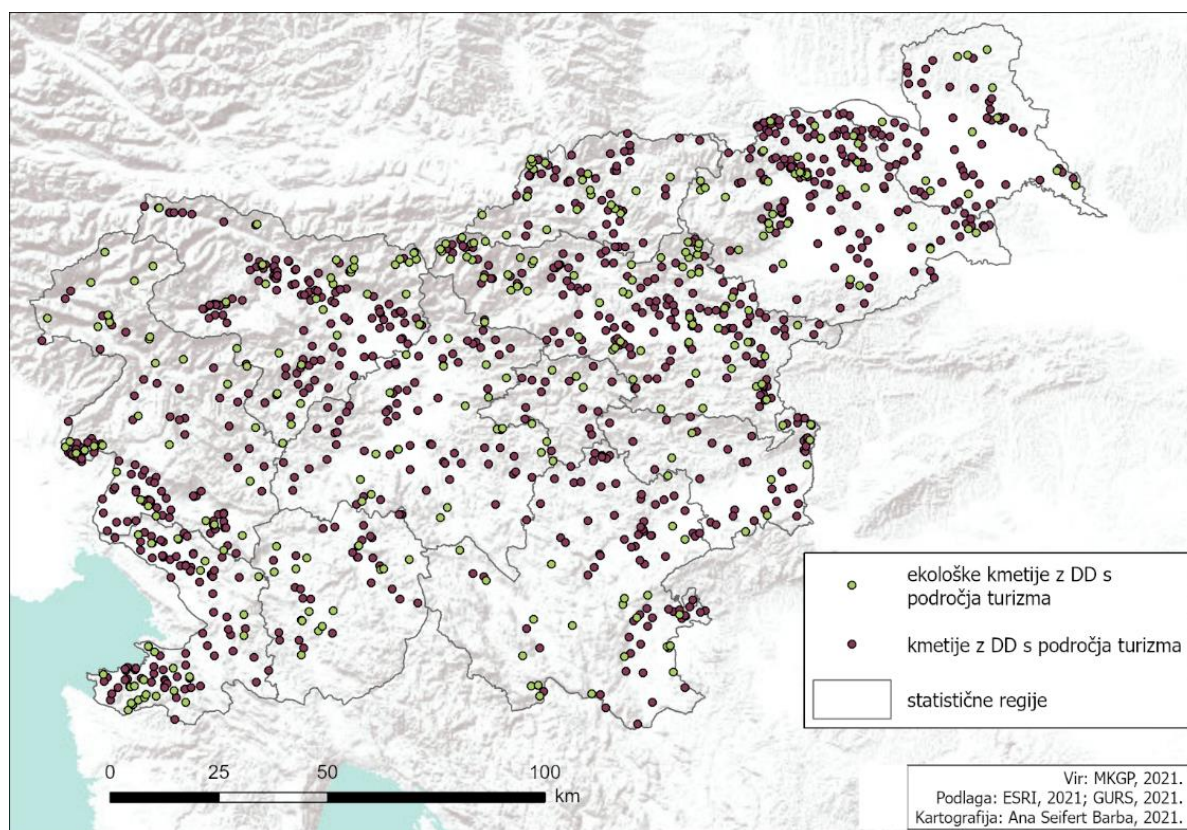 ekološke kmetije z DD s
področja turizma
kmetije z DD s področja turizma
statistične regije
0 25 50 100
km
Vir: MKGP, 2021.
Podlaga: ESRI, 2021; GURS, 2021.
Kartografija: Ana Seifert Barba, 2021.